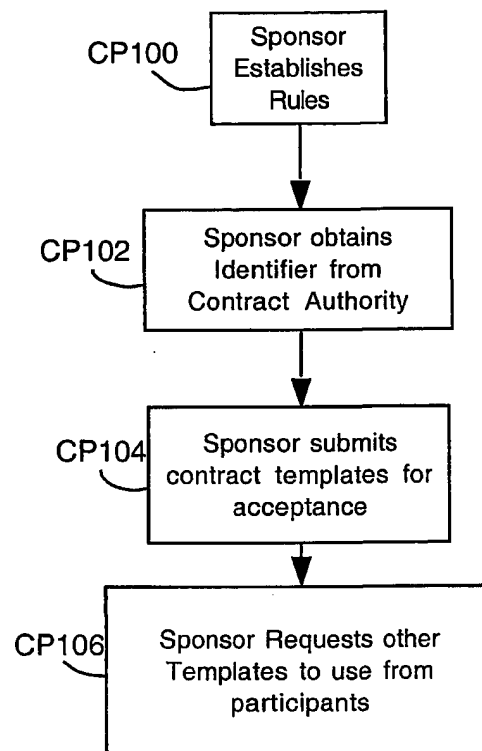 CP100
Sponsor
Establishes
Rules
CP102
Sponsor obtains
Identifier from
Contract Authority
CP104
Sponsor submits
contract templates for
acceptance
CP106
Sponsor Requests other
Templates to use from
participants